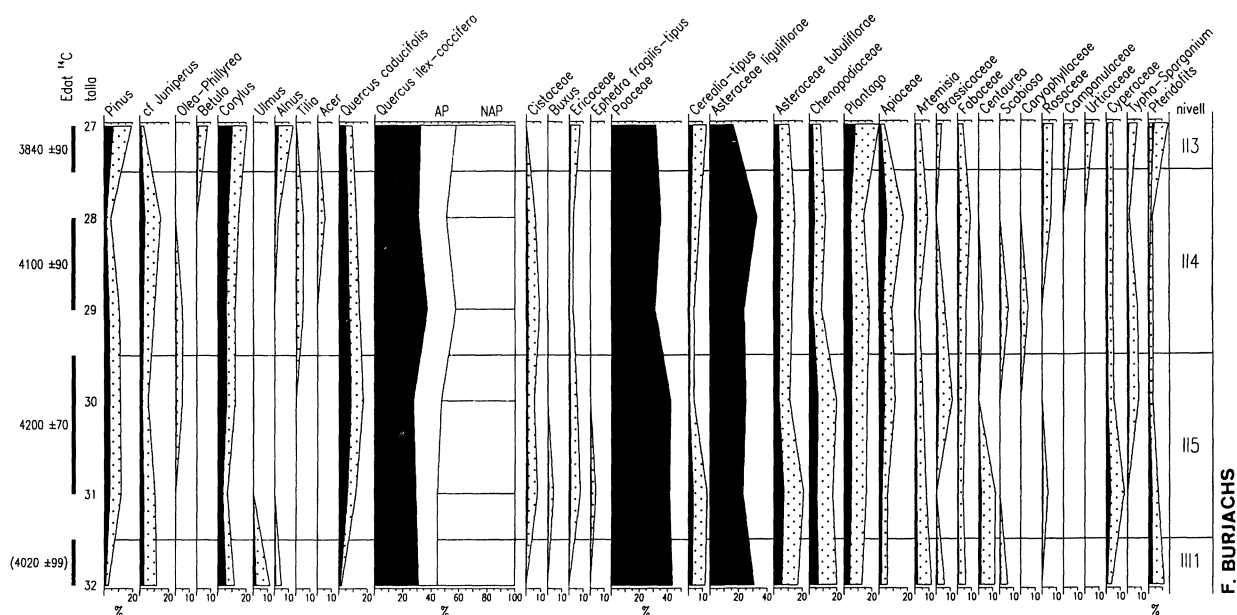 Edat ¹⁴C
talla
Pinus
cf Juniperus
Olea-Phillyrea
Betula
Corylus
Ulmus
Alnus
Tilia
Acer
Quercus caducifolis
Quercus ilex-coccifera
AP
NAP
Cistaceae
Buxus
Ericaceae
Ephedra fragilis-tipus
Poaceae
Cerealia-tipus
Asteraceae liguliflorae
Asteraceae tubuliflorae
Chenopodiaceae
Plantago
Apiaceae
Artemisia
Brassicaceae
Fabaceae
Centaurea
Scabiosa
Caryophyllaceae
Rosaceae
Campanulaceae
Urticaceae
Cyperaceae
Typha-Sparganium
Pteridofits
nivell
27
3840 ±90
II3
28
4100 ±90
II4
29
30
4200 ±70
II5
31
(4020 ±99)
III1
32
20 20 10 10 20 10 10 10 10 20 20 40 60 80 100 10 10 10 10 20 40 10 20 40 20 20 20 10 10 10 10 10 10 10 10 10 10 10 10 10
% AP % NAP % % %
F. BURJACHS